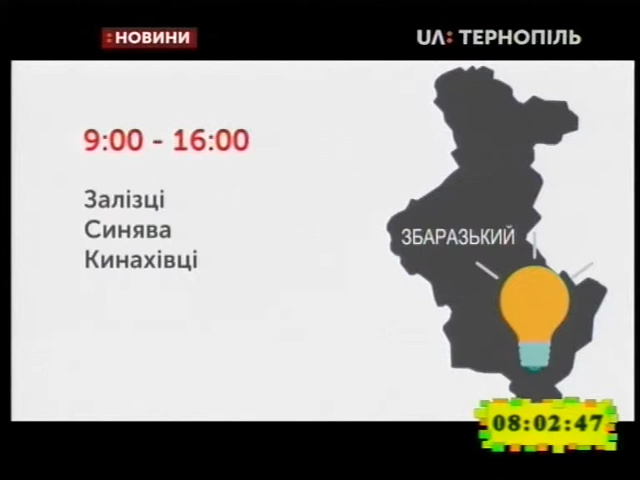 :НОВИНИ
UA: ТЕРНОПІЛЬ
9:00 - 16:00
Залізці
Синява
Кинахівці
ЗБАРАЗЬКИЙ
08:02:47